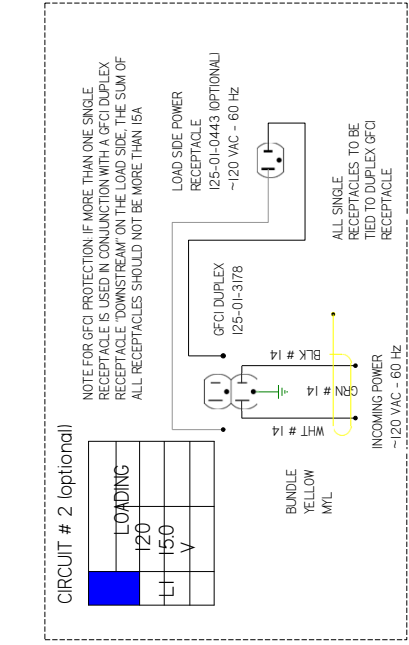 CIRCUIT # 2 (optional)
LOADING
120
L1 15.0
V
NOTE FOR GFCI PROTECTION: IF MORE THAN ONE SINGLE
RECEPTACLE IS USED IN CONJUNCTION WITH A GFCI DUPLEX
RECEPTACLE "DOWNSTREAM" ON THE LOAD SIDE, THE SUM OF
ALL RECEPTACLES SHOULD NOT BE MORE THAN 15A
LOAD SIDE POWER
RECEPTACLE
125-01-0443 (OPTIONAL)
~120 VAC - 60 Hz
GFCI DUPLEX
125-01-3178
ALL SINGLE
RECEPTACLES TO BE
TIED TO DUPLEX GFCI
RECEPTACLE
WHT # 14
GRN # 14
BLK # 14
BUNDLE
YELLOW
MYL
INCOMING POWER
~120 VAC - 60 Hz